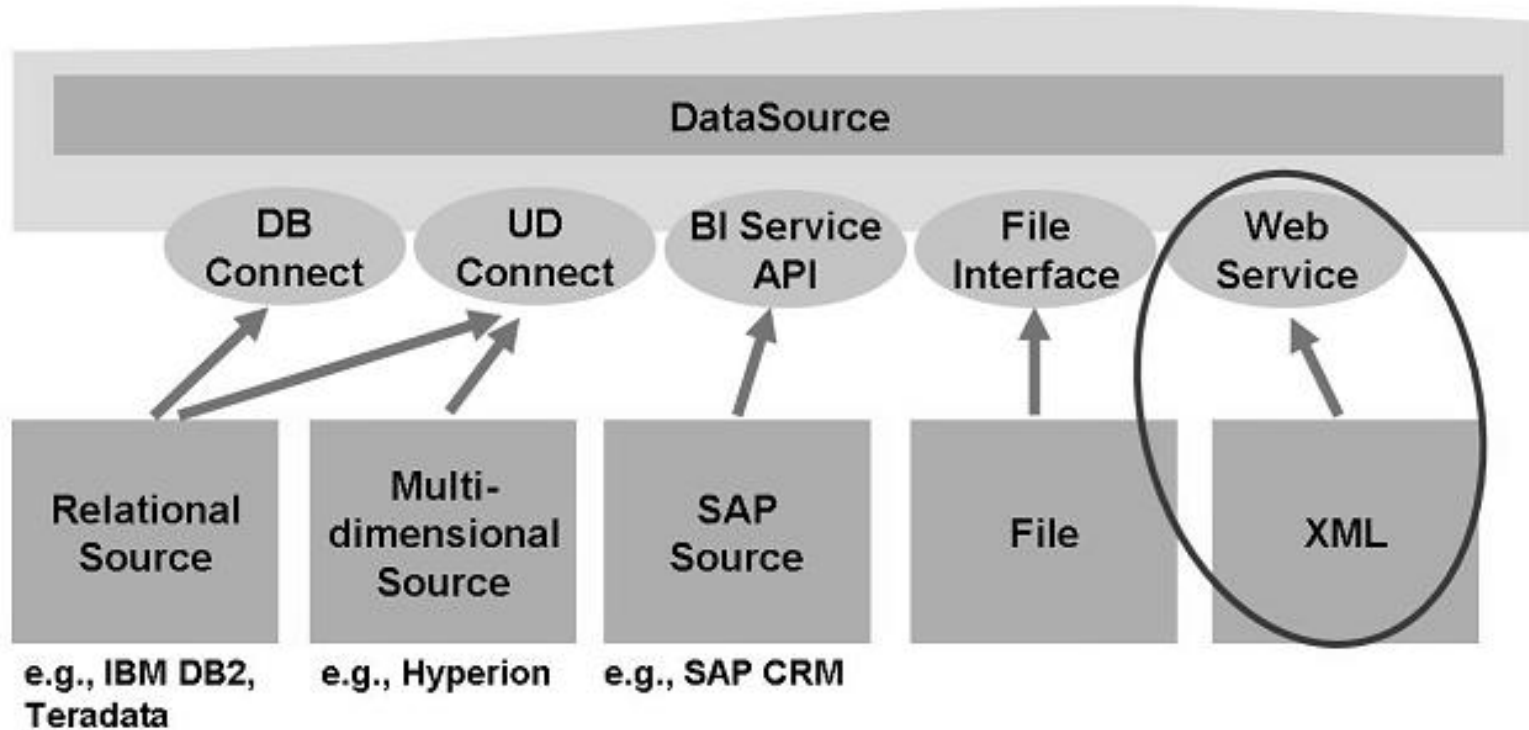 DataSource
DB
Connect
UD
Connect
BI Service
API
File
Interface
Web
Service
Relational
Source
Multi-
dimensional
Source
SAP
Source
File
XML
e.g., IBM DB2,
Teradata
e.g., Hyperion
e.g., SAP CRM